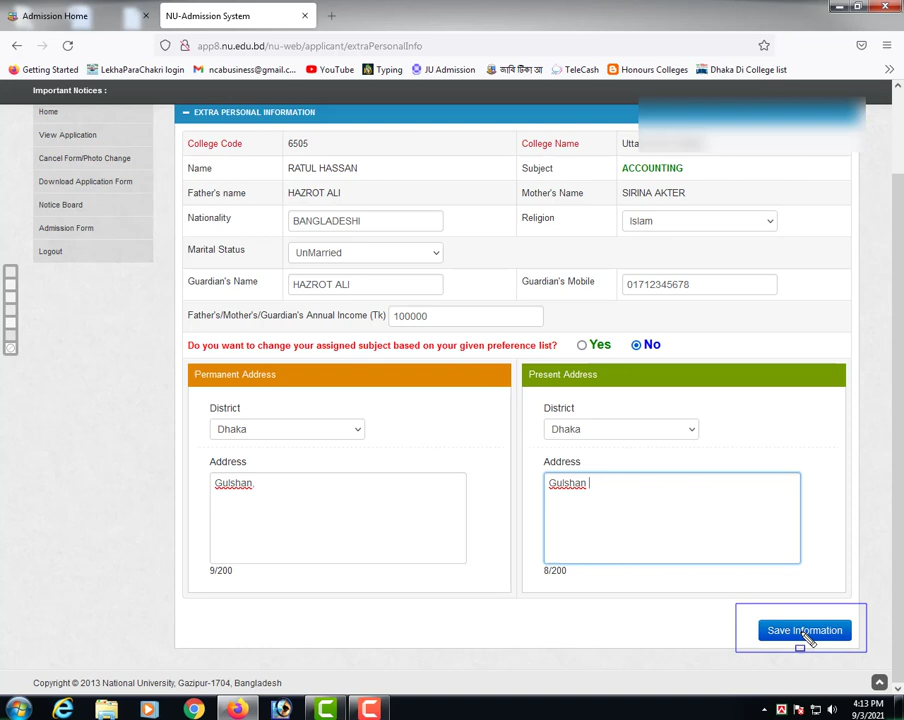 Admission Home
NU-Admission System
app8.nu.edu.bd/nu-web/applicant/extraPersonalInfo
Getting Started LekhaParaChakri login ncabusiness@gmail.c... YouTube Typing JU Admission ভাবি টিকা আ TeleCash Honours Colleges Dhaka Di College list
Important Notices :
Home
View Application
Cancel Form/Photo Change
Download Application Form
Notice Board
Admission Form
Logout
EXTRA PERSONAL INFORMATION
College Code 6505 College Name Utta
Name RATUL HASSAN Subject ACCOUNTING
Father's name HAZROT ALI Mother's Name SIRINA AKTER
Nationality BANGLADESHI Religion Islam
Marital Status UnMarried
Guardian's Name HAZROT ALI Guardian's Mobile 01712345678
Father's/Mother's/Guardian's Annual Income (Tk) 100000
Do you want to change your assigned subject based on your given preference list? Yes No
Permanent Address
District
Dhaka
Address
Gulshan,
9/200
Present Address
District
Dhaka
Address
Gulshan
8/200
Save Information
Copyright © 2013 National University, Gazipur-1704, Bangladesh
4:13 PM
9/3/2021